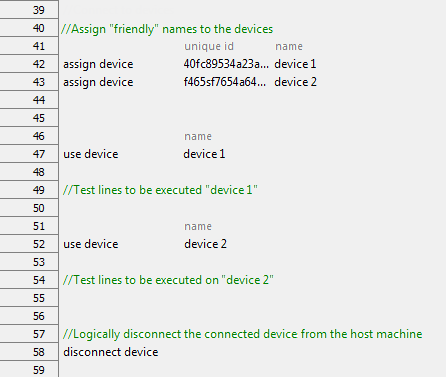 39
40 //Assign "friendly" names to the devices
41 unique id name
42 assign device 40fc89534a23a... device 1
43 assign device f465sf7654a64... device 2
44
45
46 name
47 use device device 1
48
49 //Test lines to be executed "device 1"
50
51 name
52 use device device 2
53
54 //Test lines to be executed on "device 2"
55
56
57 //Logically disconnect the connected device from the host machine
58 disconnect device
59